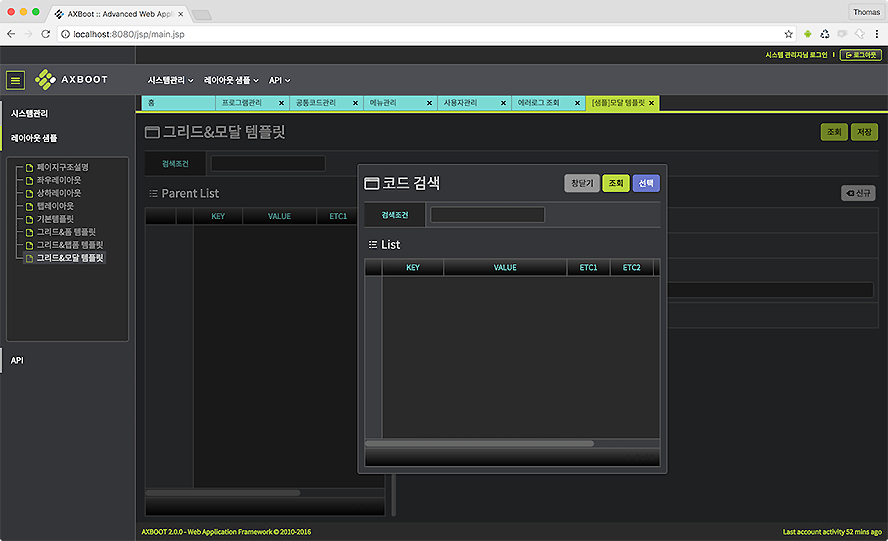 AXBoot :: Advanced Web Appli
Thomas
localhost:8080/jsp/main.jsp
시스템 관리자님 로그인
로그아웃
AXBOOT
시스템관리
레이아웃 샘플
API
홈
프로그램관리
공통코드관리
메뉴관리
사용자관리
에러로그 조회
[샘플]모달 템플릿
시스템관리
레이아웃 샘플
페이지구조설명
좌우레이아웃
상하레이아웃
탭레이아웃
기본템플릿
그리드&폼 템플릿
그리드&탭폼 템플릿
그리드&모달 템플릿
API
그리드&모달 템플릿
조회
저장
검색조건
Parent List
신규
KEY VALUE ETC1
코드 검색
창닫기
조회
선택
검색조건
List
KEY VALUE ETC1 ETC2
AXBOOT 2.0.0 - Web Application Framework © 2010-2016
Last account activity 52 mins ago